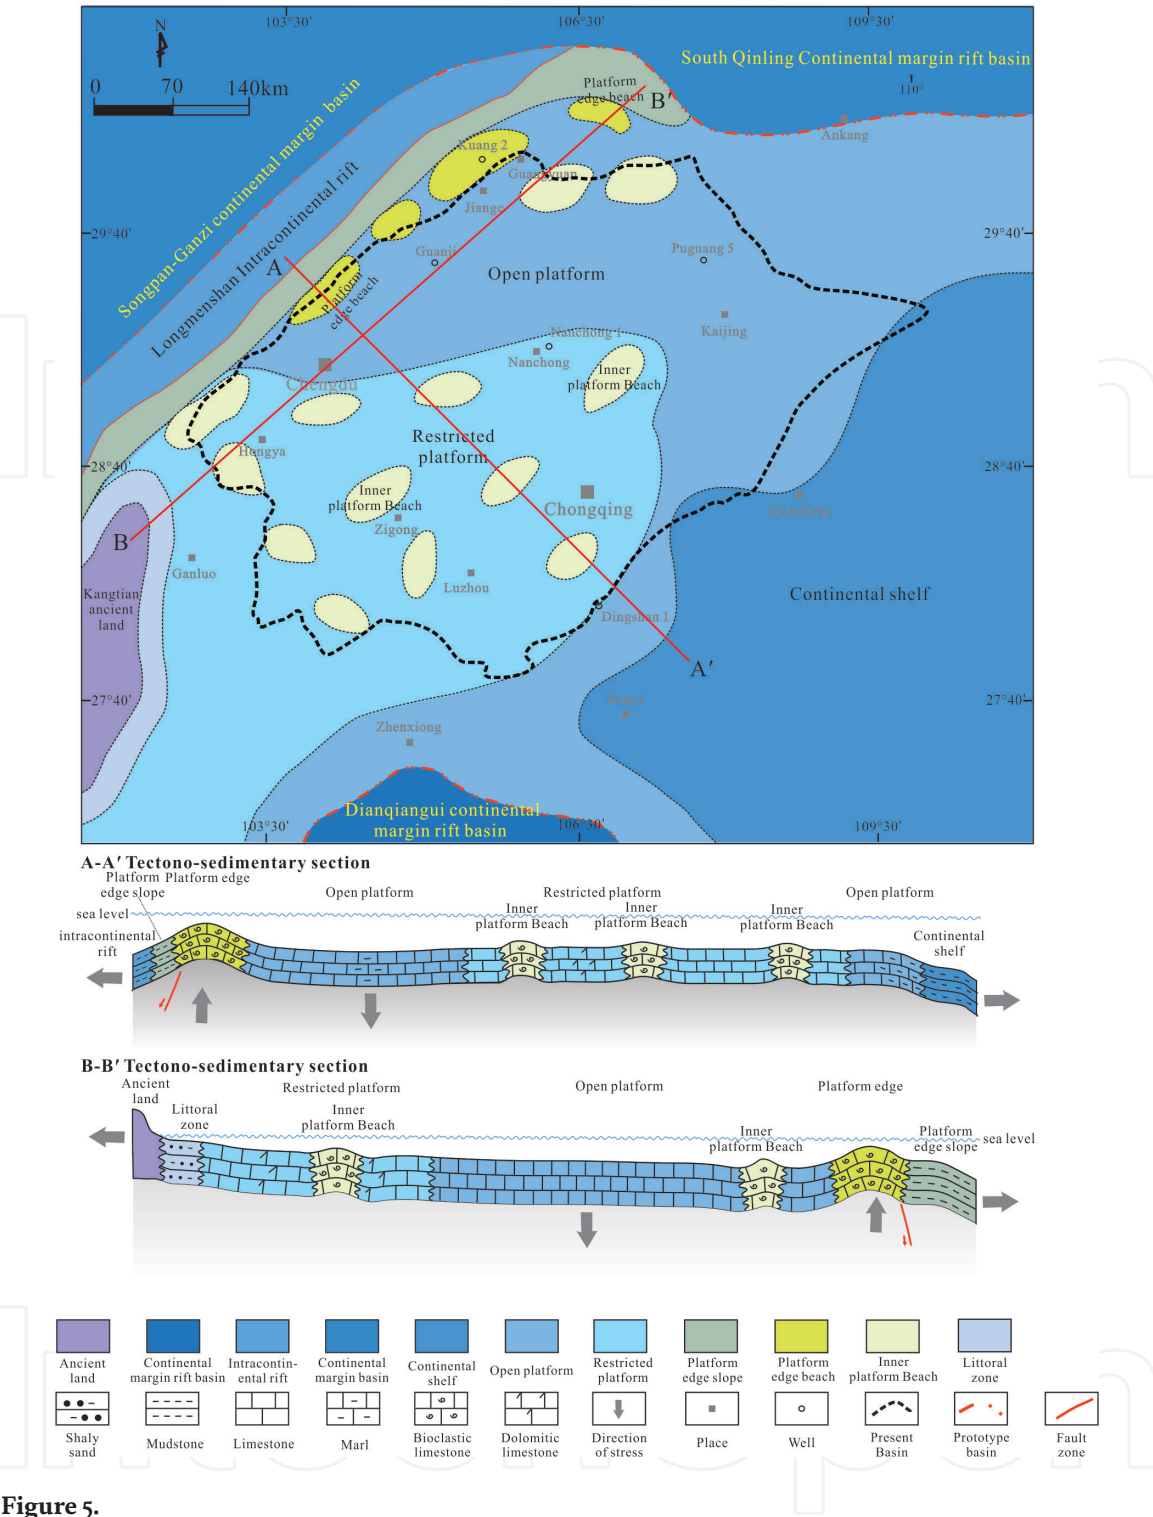 103°30′
106°30′
109°30′
N
South Qinling Continental margin rift basin
0
70
140km
110°
Platform
edge beach
B′
Ankang
Songpan-Ganzi continental margin basin
Kuang 2
Guangyuan
Jiange
Longmenshan Intracontinental rift
29°40′
29°40′
Guanji
Puguang 5
A
Open platform
Platform
edge beach
Nanchong 1
Kaijing
Nanchong
Inner
platform Beach
Chengdu
Restricted
platform
Hongya
28°40′
28°40′
Inner
platform Beach
Chongqing
Zigong
B
Ganluo
Luzhou
Kangtian
ancient
land
Continental shelf
Dingshan 1
A′
27°40′
27°40′
Zhenxiong
Dianqiangui continental
margin rift basin
103°30′
106°30′
109°30′
A-A′ Tectono-sedimentary section
Platform
edge slope
Platform edge
Open platform
Restricted platform
Open platform
sea level
Inner
platform Beach
Inner
platform Beach
Inner
platform Beach
intracontinental
rift
Continental
shelf
B-B′ Tectono-sedimentary section
Ancient
land
Restricted platform
Open platform
Platform edge
Littoral
zone
Inner
platform Beach
Inner
platform Beach
Platform
edge slope
sea level
Ancient
land
Continental
margin rift basin
Intracontin-
ental rift
Continental
margin basin
Continental
shelf
Open platform
Restricted
platform
Platform
edge slope
Platform
edge beach
Inner
platform Beach
Littoral
zone
Shaly
sand
Mudstone
Limestone
Marl
Bioclastic
limestone
Dolomitic
limestone
Direction
of stress
Place
Well
Present
Basin
Prototype
basin
Fault
zone
Figure 5.